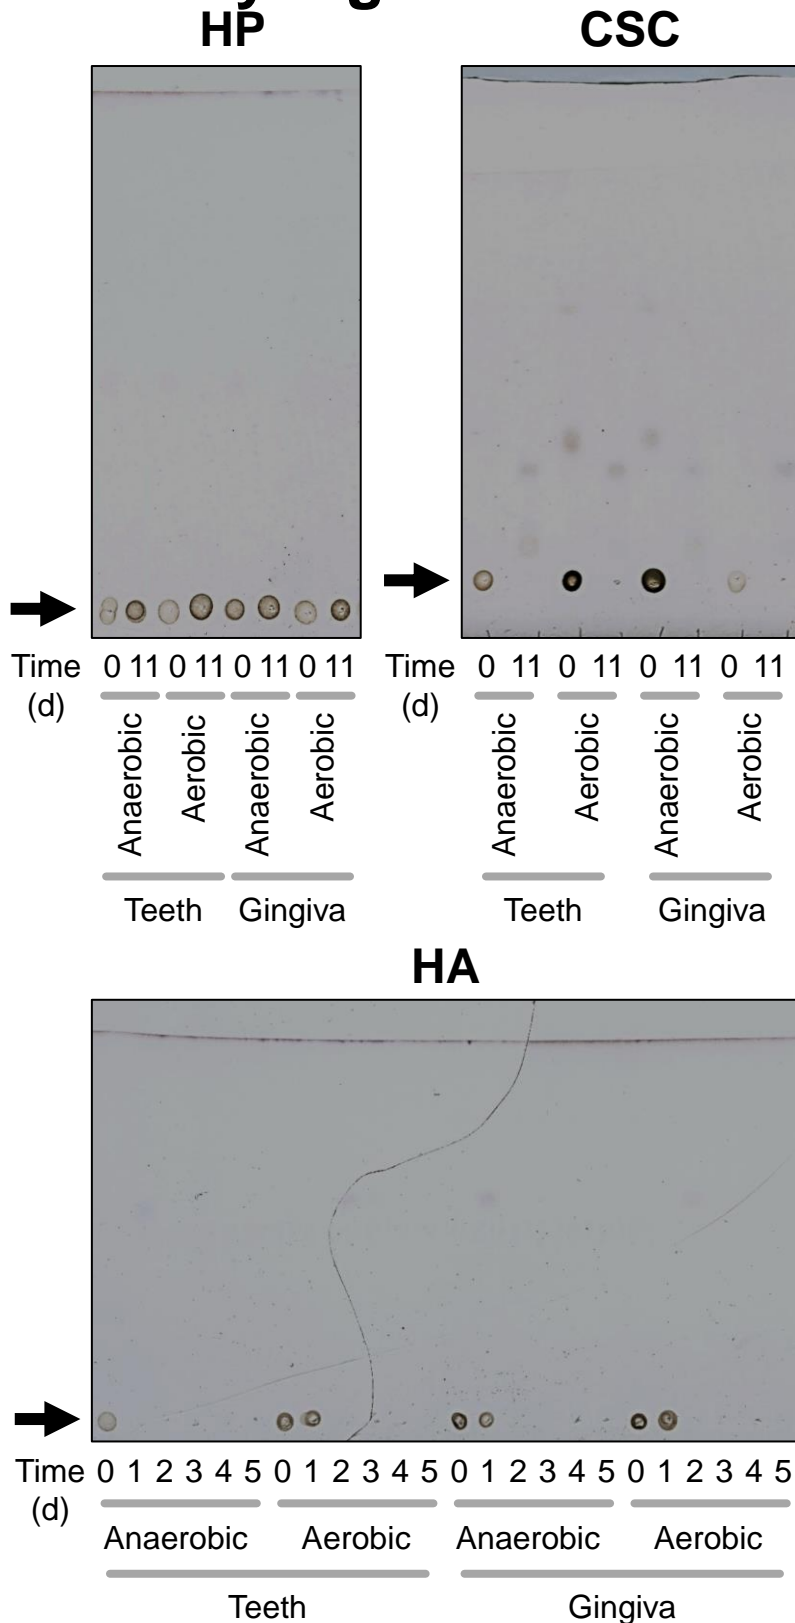 HP CSC
Time 0 11 0 11 0 11 0 11 Time 0 11 0 11 0 11 0 11
(d) (d)
Anaerobic Aerobic Anaerobic Aerobic Anaerobic Aerobic Anaerobic Aerobic
Teeth Gingiva Teeth Gingiva
HA
Time 0 1 2 3 4 5 0 1 2 3 4 5 0 1 2 3 4 5 0 1 2 3 4 5
(d)
Anaerobic Aerobic Anaerobic Aerobic
Teeth Gingiva